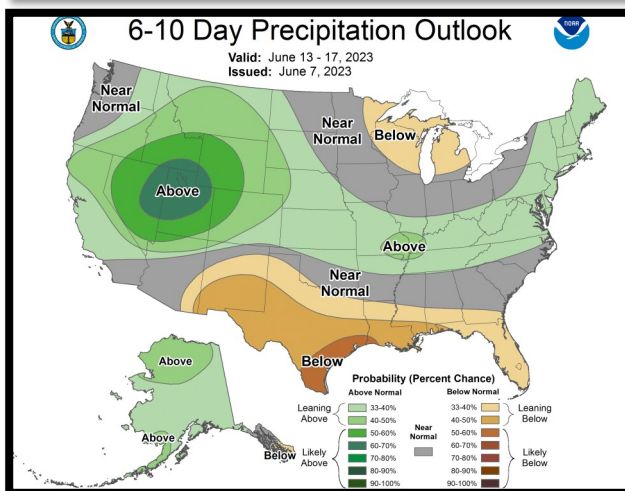 6-10 Day Precipitation Outlook
NOAA
Valid: June 13 - 17, 2023
Issued: June 7, 2023
Near
Normal
Near
Normal
Below
Above
Above
Near
Normal
Below
Above
Above
Below
Probability (Percent Chance)
Above Normal
Below Normal
Leaning
Above
33-40%
40-50%
Likely
Above
50-60%
60-70%
70-80%
80-90%
90-100%
Near
Normal
33-40%
40-50%
Leaning
Below
50-60%
60-70%
70-80%
80-90%
90-100%
Likely
Below